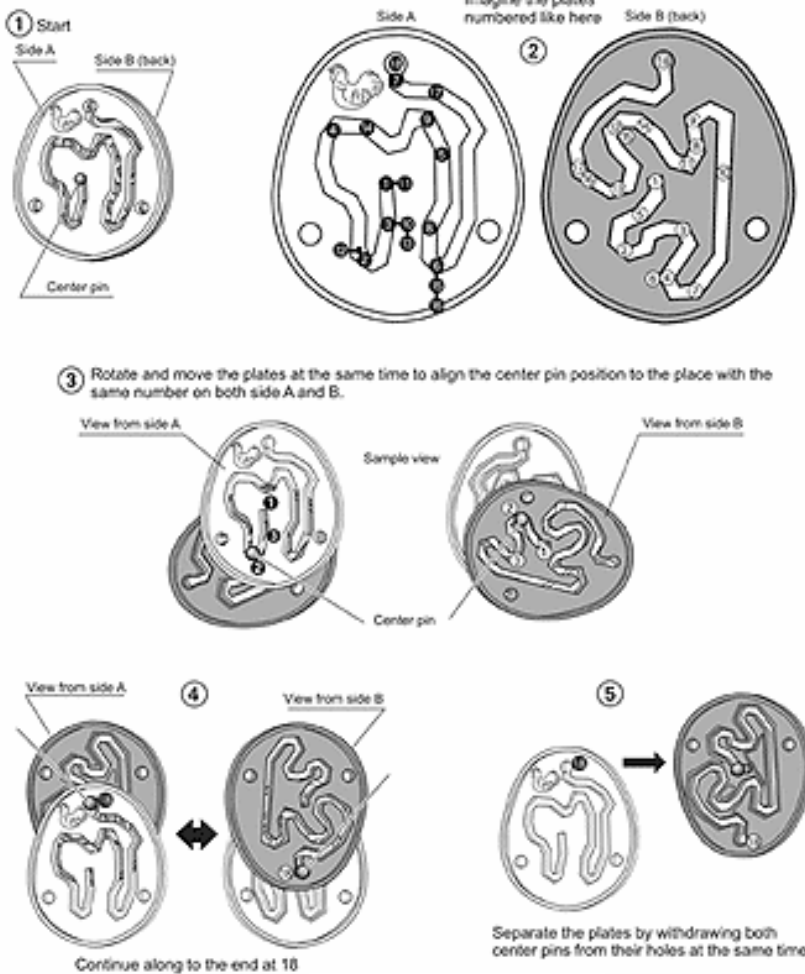 1 Start
Side A
Side B (back)
Center pin
Imagine the plates
numbered like here
Side A
2
Side B (back)
3 Rotate and move the plates at the same time to align the center pin position to the place with the
same number on both side A and B.
View from side A
Sample view
View from side B
1
2
Center pin
View from side A
4
View from side B
5
Continue along to the end at 18
Separate the plates by withdrawing both
center pins from their holes at the same time